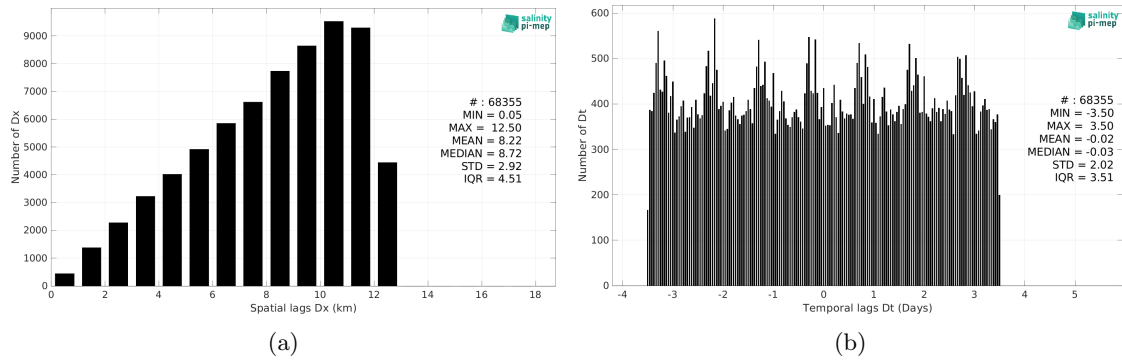 salinity
pi-mep
9000
8000
7000
6000
5000
4000
3000
2000
1000
0
Number of Dx
# : 68355
MIN = 0.05
MAX = 12.50
MEAN = 8.22
MEDIAN = 8.72
STD = 2.92
IQR = 4.51
0 2 4 6 8 10 12 14 16 18
Spatial lags Dx (km)
(a)
salinity
pi-mep
600
500
400
300
200
100
0
Number of Dt
# : 68355
MIN = -3.50
MAX = 3.50
MEAN = -0.02
MEDIAN = -0.03
STD = 2.02
IQR = 3.51
-4 -3 -2 -1 0 1 2 3 4 5
Temporal lags Dt (Days)
(b)